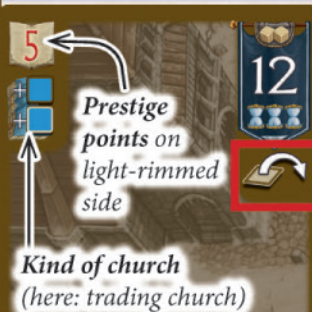 5
12
+
+
Prestige
points on
light-rimmed
side
Kind of church
(here: trading church)